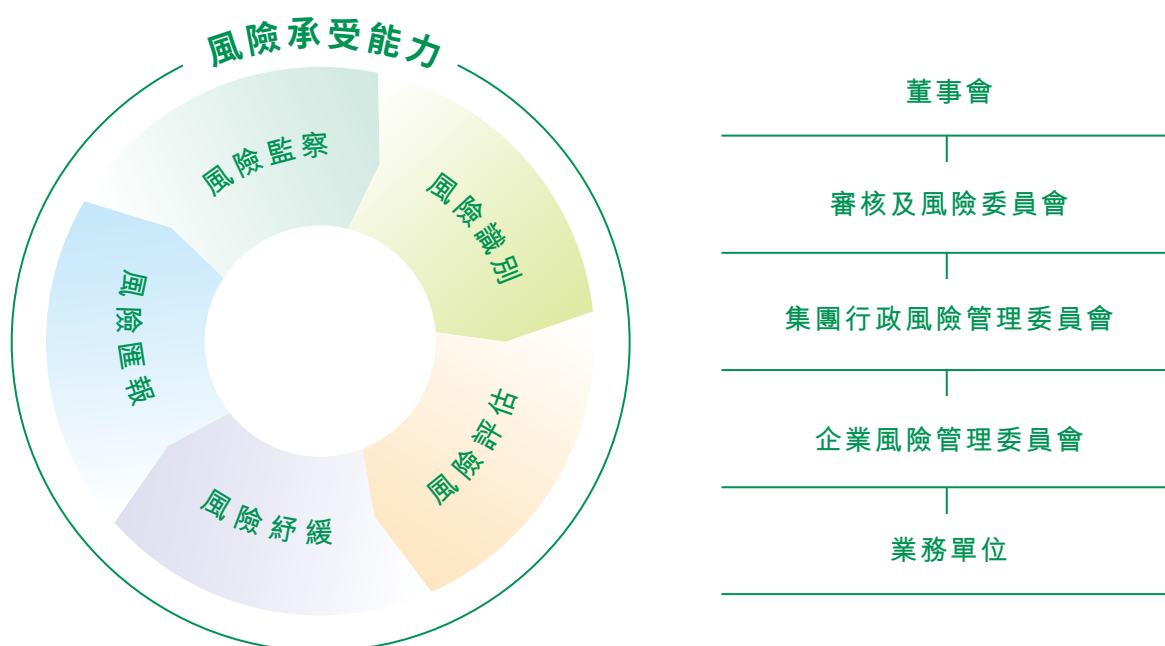 風險承受能力
風險監察
風險識別
風險評估
風險紓緩
風險匯報
董事會
審核及風險委員會
集團行政風險管理委員會
企業風險管理委員會
業務單位